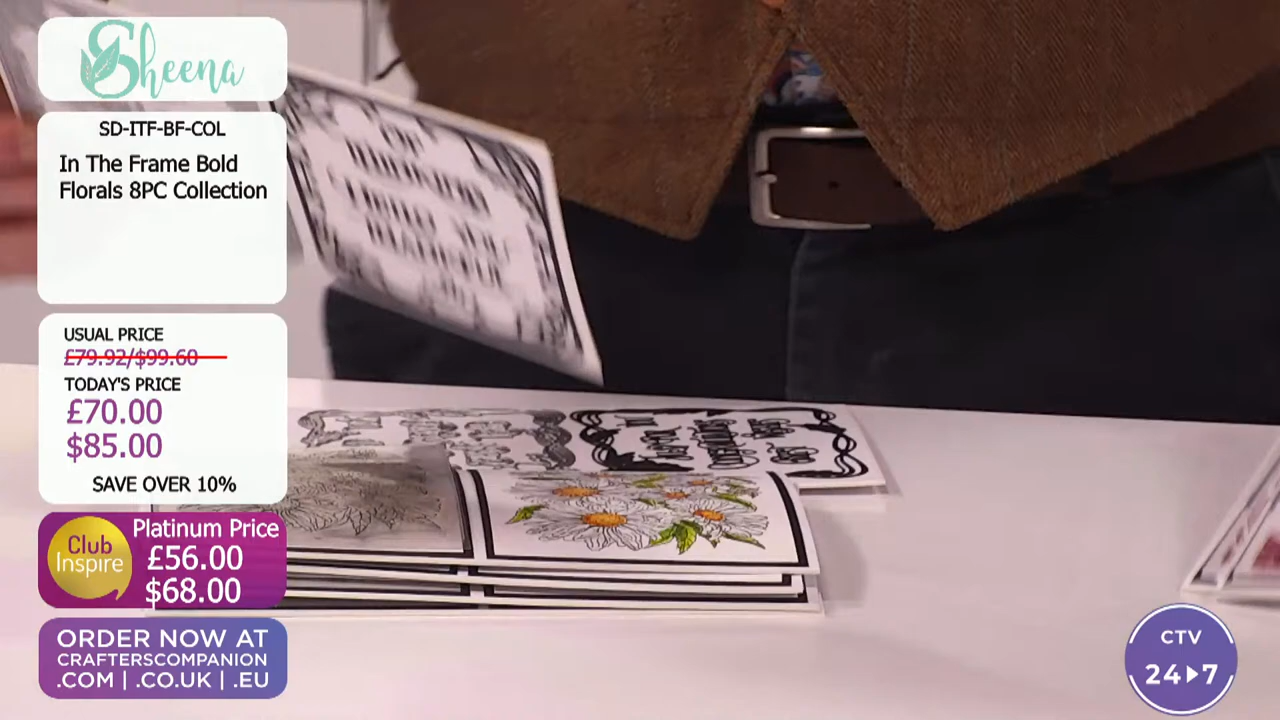 Sheena
SD-ITF-BF-COL
In The Frame Bold
Florals 8PC Collection
USUAL PRICE
£79.92/$99.60
TODAY'S PRICE
£70.00
$85.00
SAVE OVER 10%
Club
Inspire
Platinum Price
£56.00
$68.00
ORDER NOW AT
CRAFTERSCOMPANION
.COM | .CO.UK | .EU
CTV
24▶7